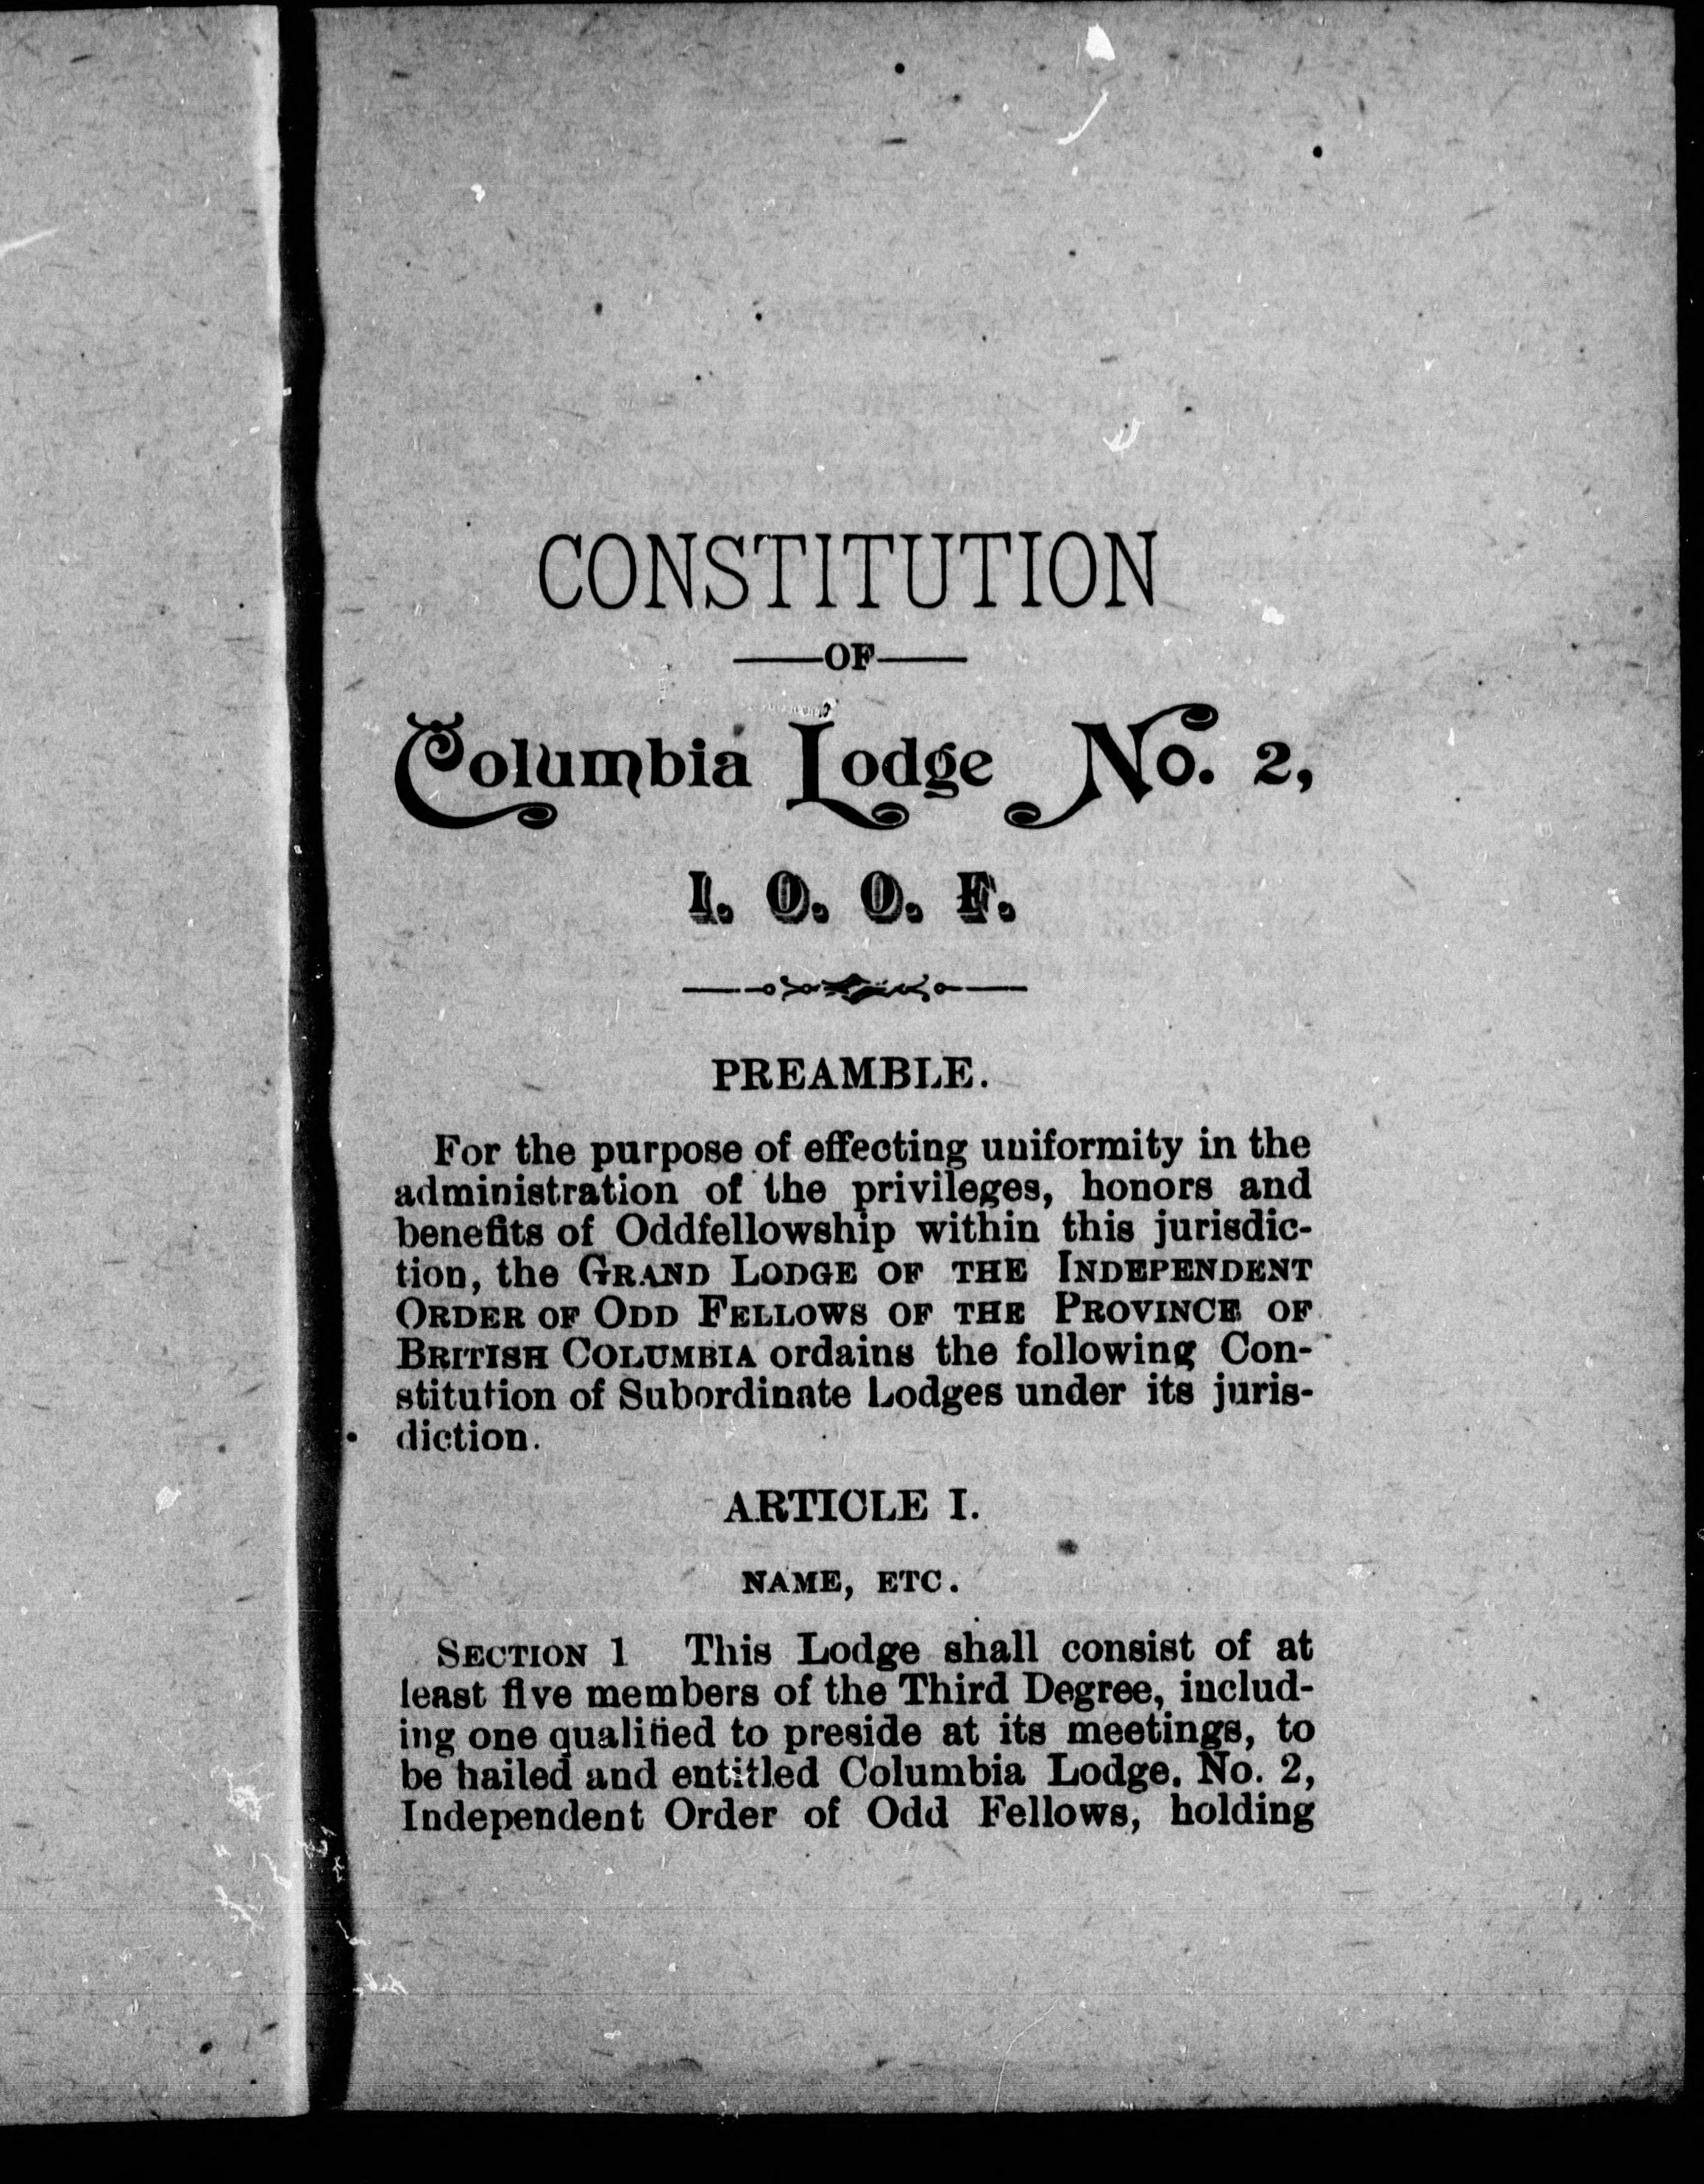 CONSTITUTION
—OF—
Columbia Lodge No. 2,
I. O. O. F.
PREAMBLE.
For the purpose of effecting uniformity in the
administration of the privileges, honors and
benefits of Oddfellowship within this jurisdic-
tion, the GRAND LODGE OF THE INDEPENDENT
ORDER OF ODD FELLOWS OF THE PROVINCE OF
BRITISH COLUMBIA ordains the following Con-
stitution of Subordinate Lodges under its juris-
diction.
ARTICLE I.
NAME, ETC.
SECTION 1 This Lodge shall consist of at
least five members of the Third Degree, includ-
ing one qualified to preside at its meetings, to
be hailed and entitled Columbia Lodge. No. 2,
Independent Order of Odd Fellows, holding